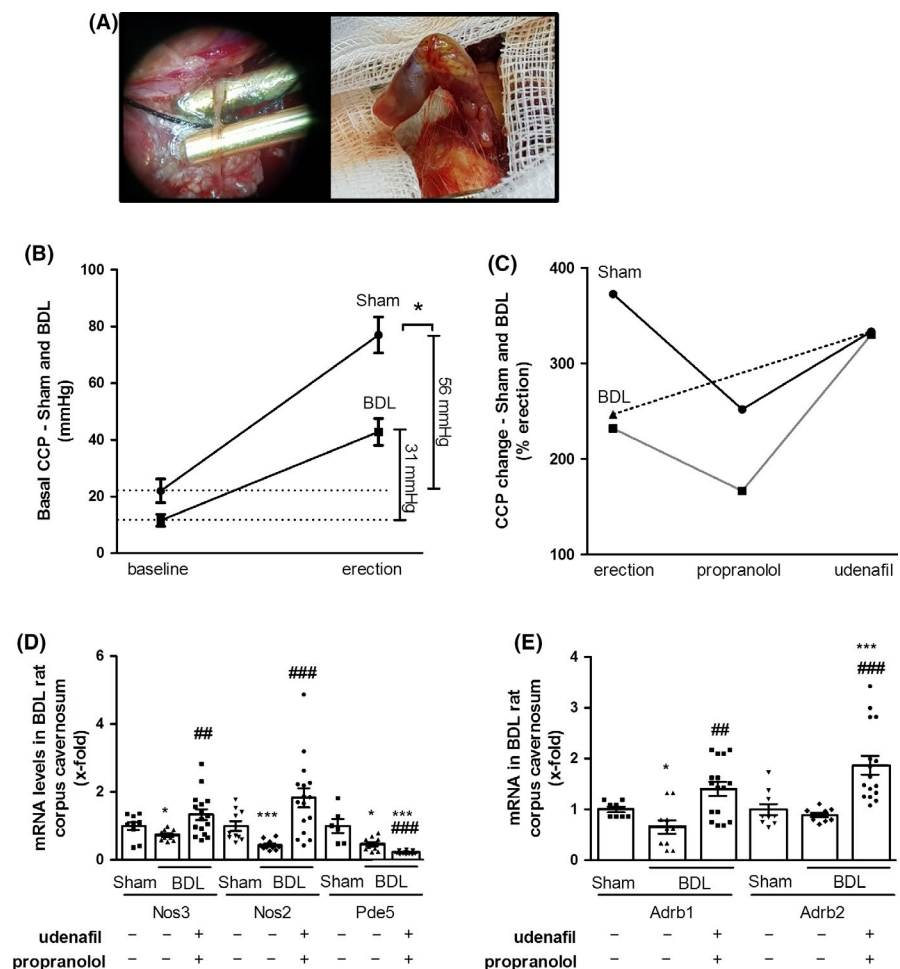 (A)
(B)
Basal CCP - Sham and BDL
(mmHg)
100
80
60
40
20
0
Sham
*
BDL
56 mmHg
31 mmHg
baseline
erection
(C)
CCP change - Sham and BDL
(% erection)
400
300
200
100
Sham
BDL
erection
propranolol
udenafil
(D)
mRNA levels in BDL rat
corpus cavernosum
(x-fold)
6
4
2
0
* ## *** ### * *** ###
Sham BDL Sham BDL Sham BDL
Nos3 Nos2 Pde5
udenafil − − + − − + − − +
propranolol − − + − − + − − +
(E)
mRNA in BDL rat
corpus cavernosum
(x-fold)
4
3
2
1
0
* ## *** ###
Sham BDL Sham BDL
Adrb1 Adrb2
udenafil − − + − − +
propranolol − − + − − +